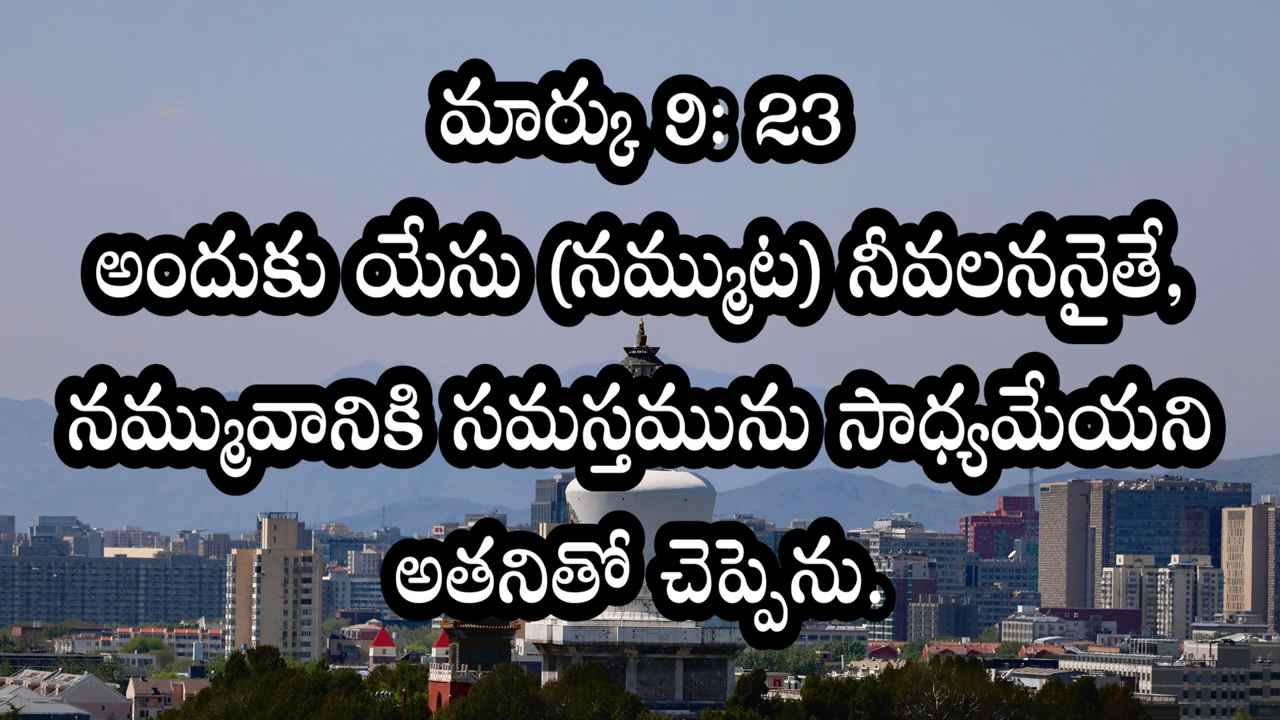 మార్కు 9: 23
అందుకు యేసు (నమ్ముట) నీవలననైతే,
నమ్మువానికి సమస్తమును సాధ్యమేయని
అతనితో చెప్పెను.